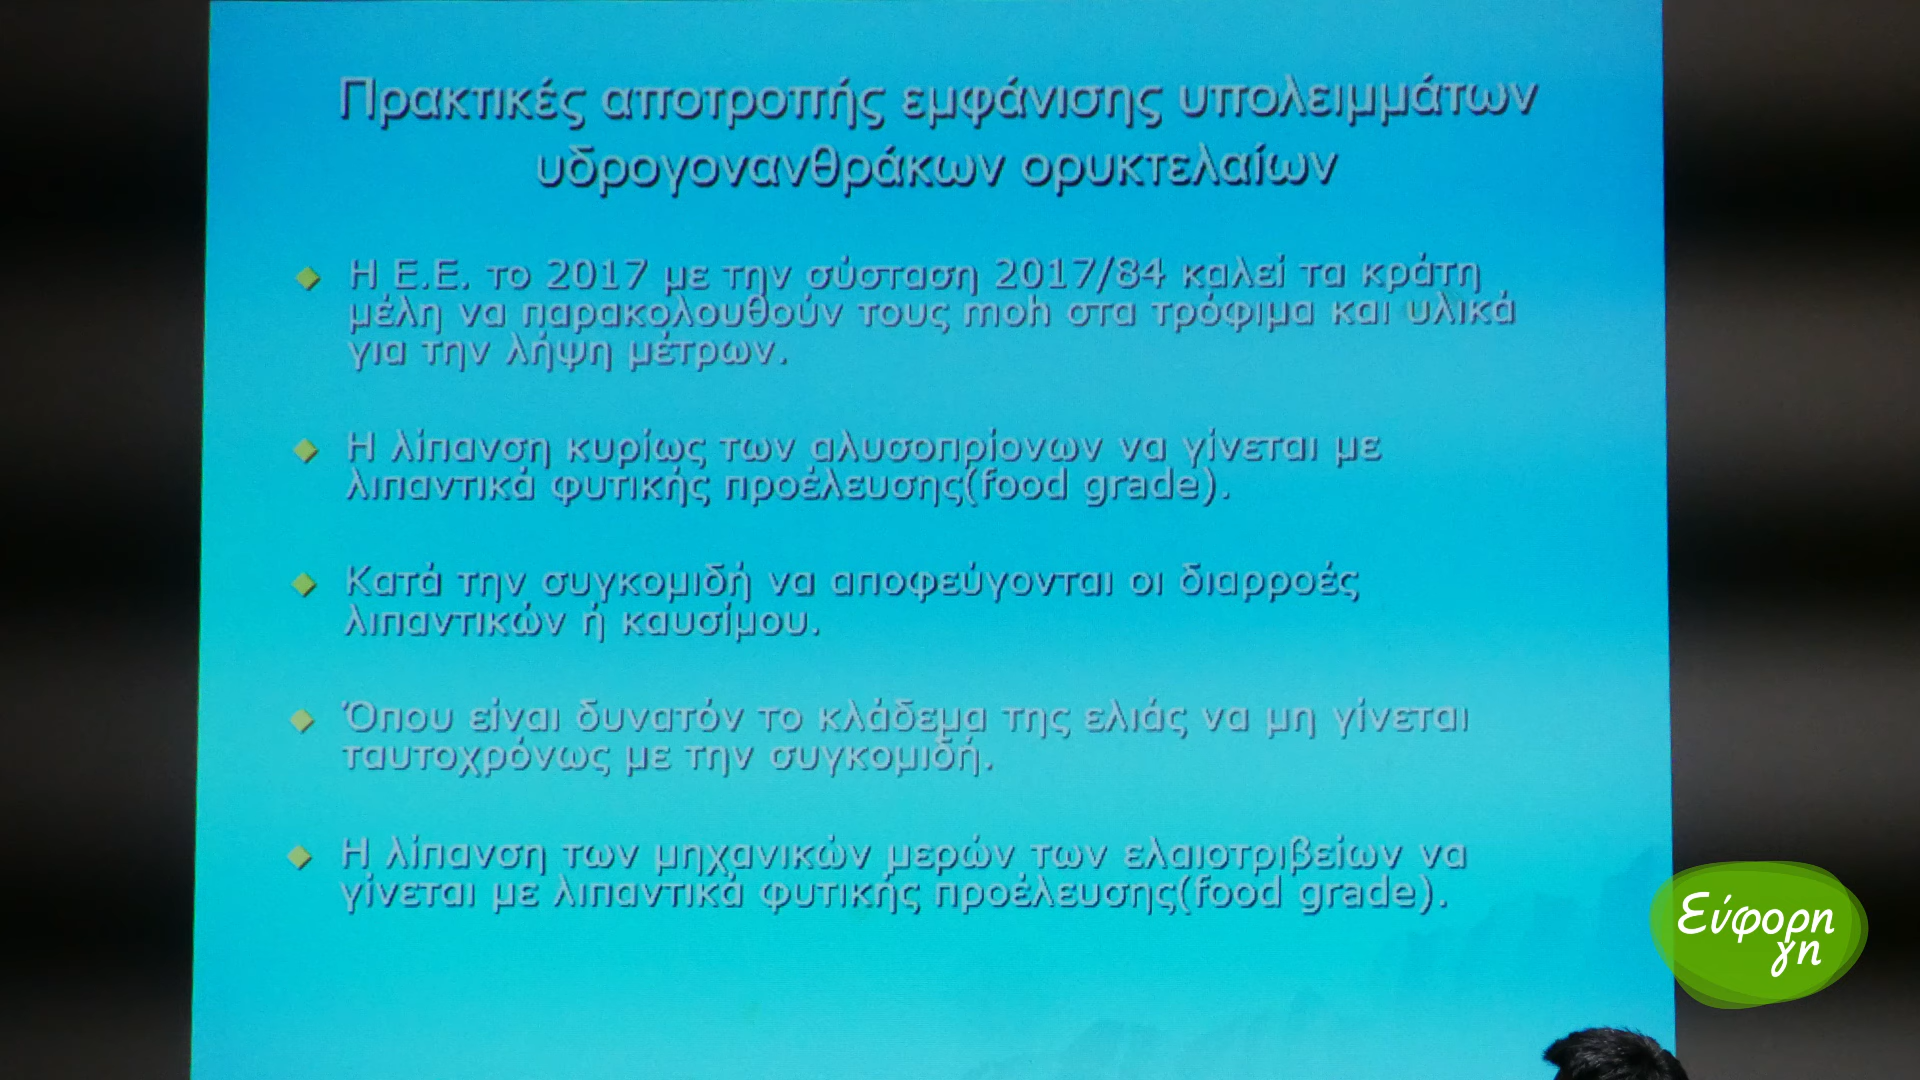 Πρακτικές αποτροπής εμφάνισης υπολειμμάτων
υδρογονανθράκων ορυκτελαίων
Η Ε.Ε. το 2017 με την σύσταση 2017/84 καλεί τα κράτη
μέλη να παρακολουθούν τους moh στα τρόφιμα και υλικά
για την λήψη μέτρων.
Η λίπανση κυρίως των αλυσοπρίονων να γίνεται με
λιπαντικά φυτικής προέλευσης(food grade).
Κατά την συγκομιδή να αποφεύγονται οι διαρροές
λιπαντικών ή καυσίμου.
Όπου είναι δυνατόν το κλάδεμα της ελιάς να μη γίνεται
ταυτοχρόνως με την συγκομιδή.
Η λίπανση των μηχανικών μερών των ελαιοτριβείων να
γίνεται με λιπαντικά φυτικής προέλευσης(food grade).
Εύφορη
γη